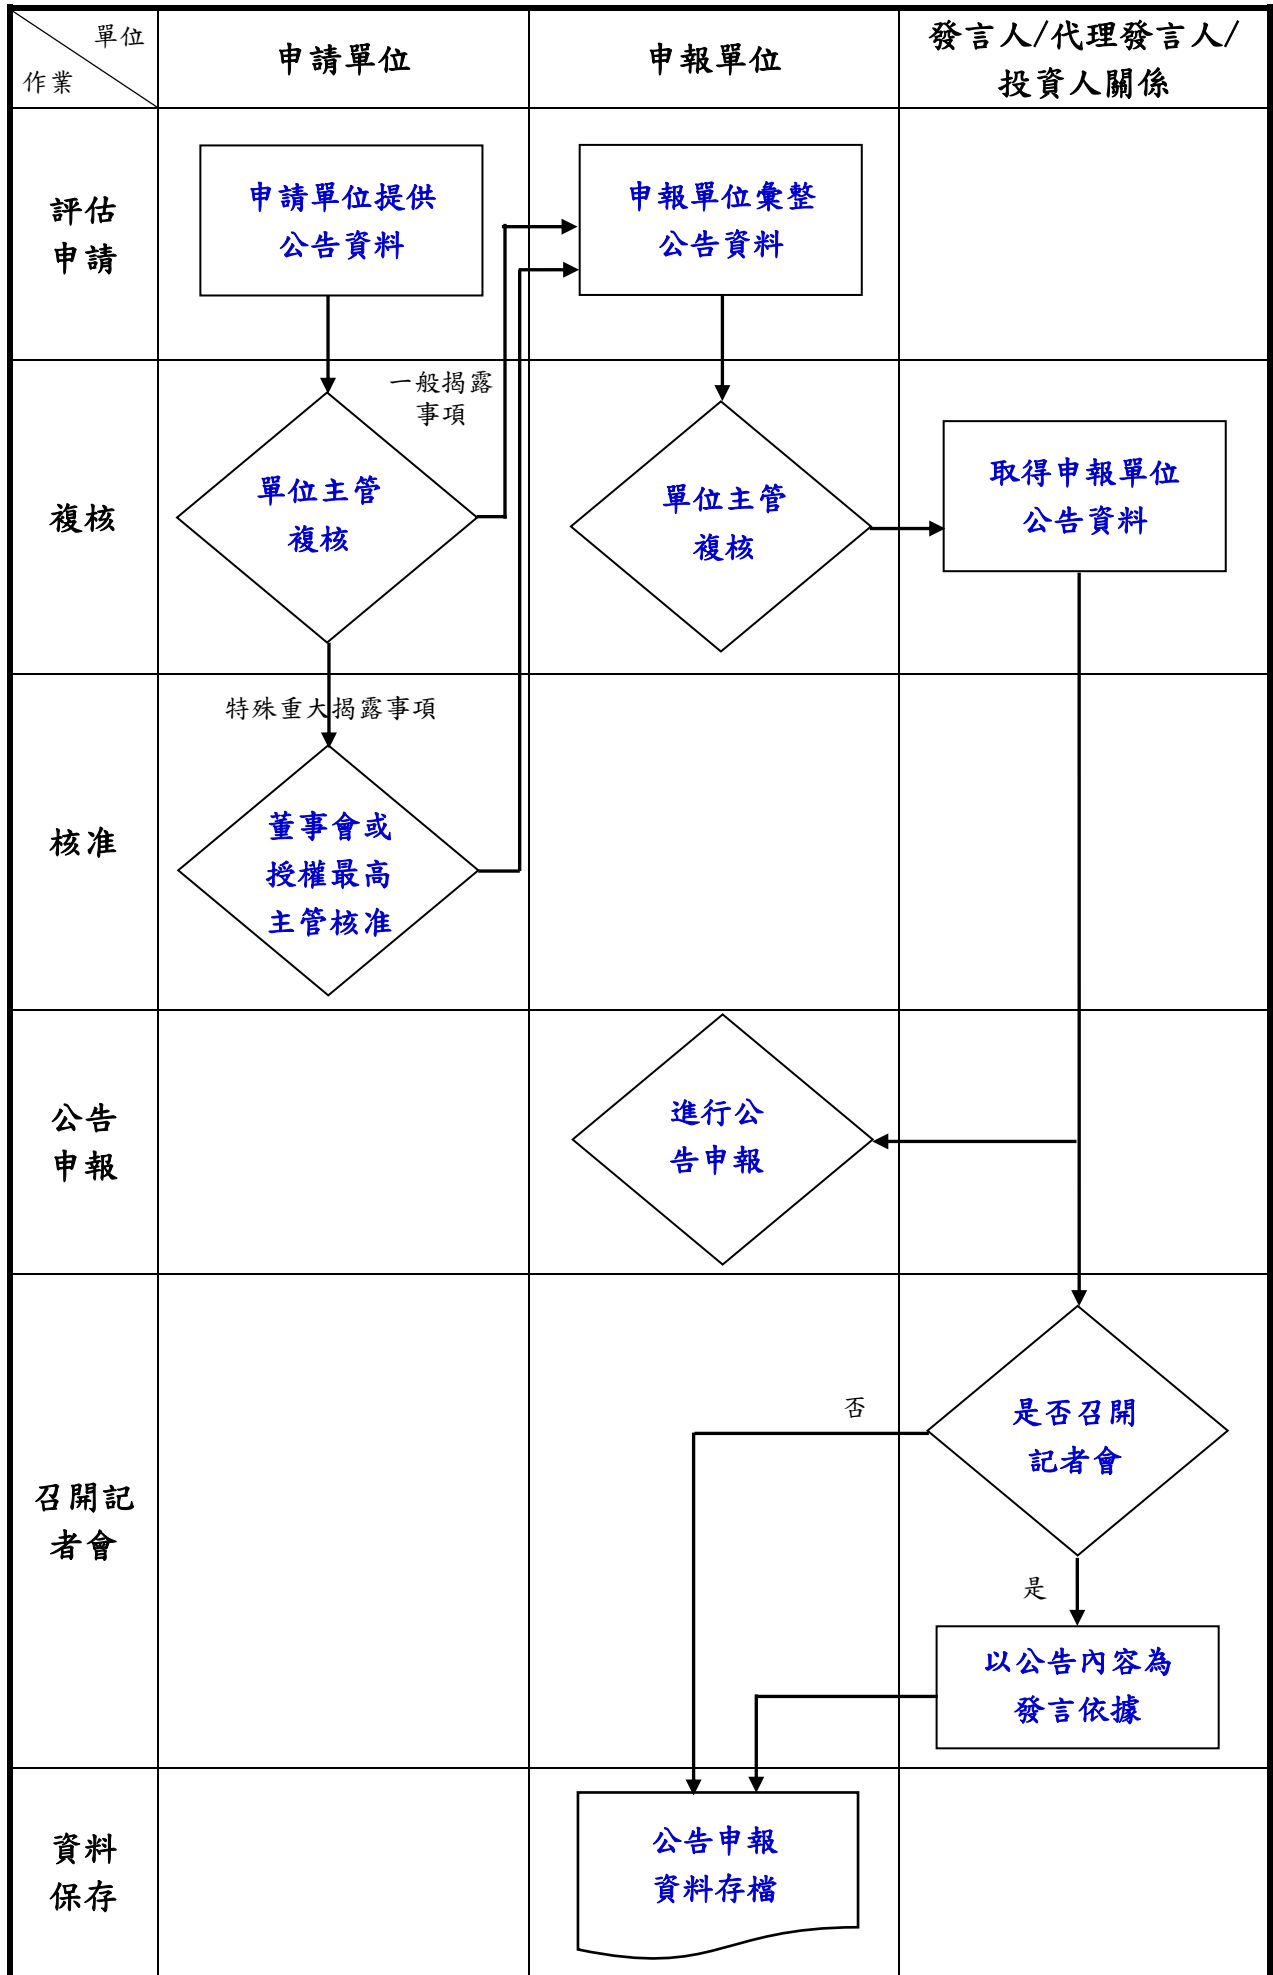 單位
作業
申請單位
申報單位
發言人/代理發言人/
投資人關係
評估
申請
申請單位提供
公告資料
申報單位彙整
公告資料
複核
一般揭露
事項
單位主管
複核
單位主管
複核
取得申報單位
公告資料
核准
特殊重大揭露事項
董事會或
授權最高
主管核准
公告
申報
進行公
告申報
召開記
者會
否
是否召開
記者會
是
以公告內容為
發言依據
資料
保存
公告申報
資料存檔